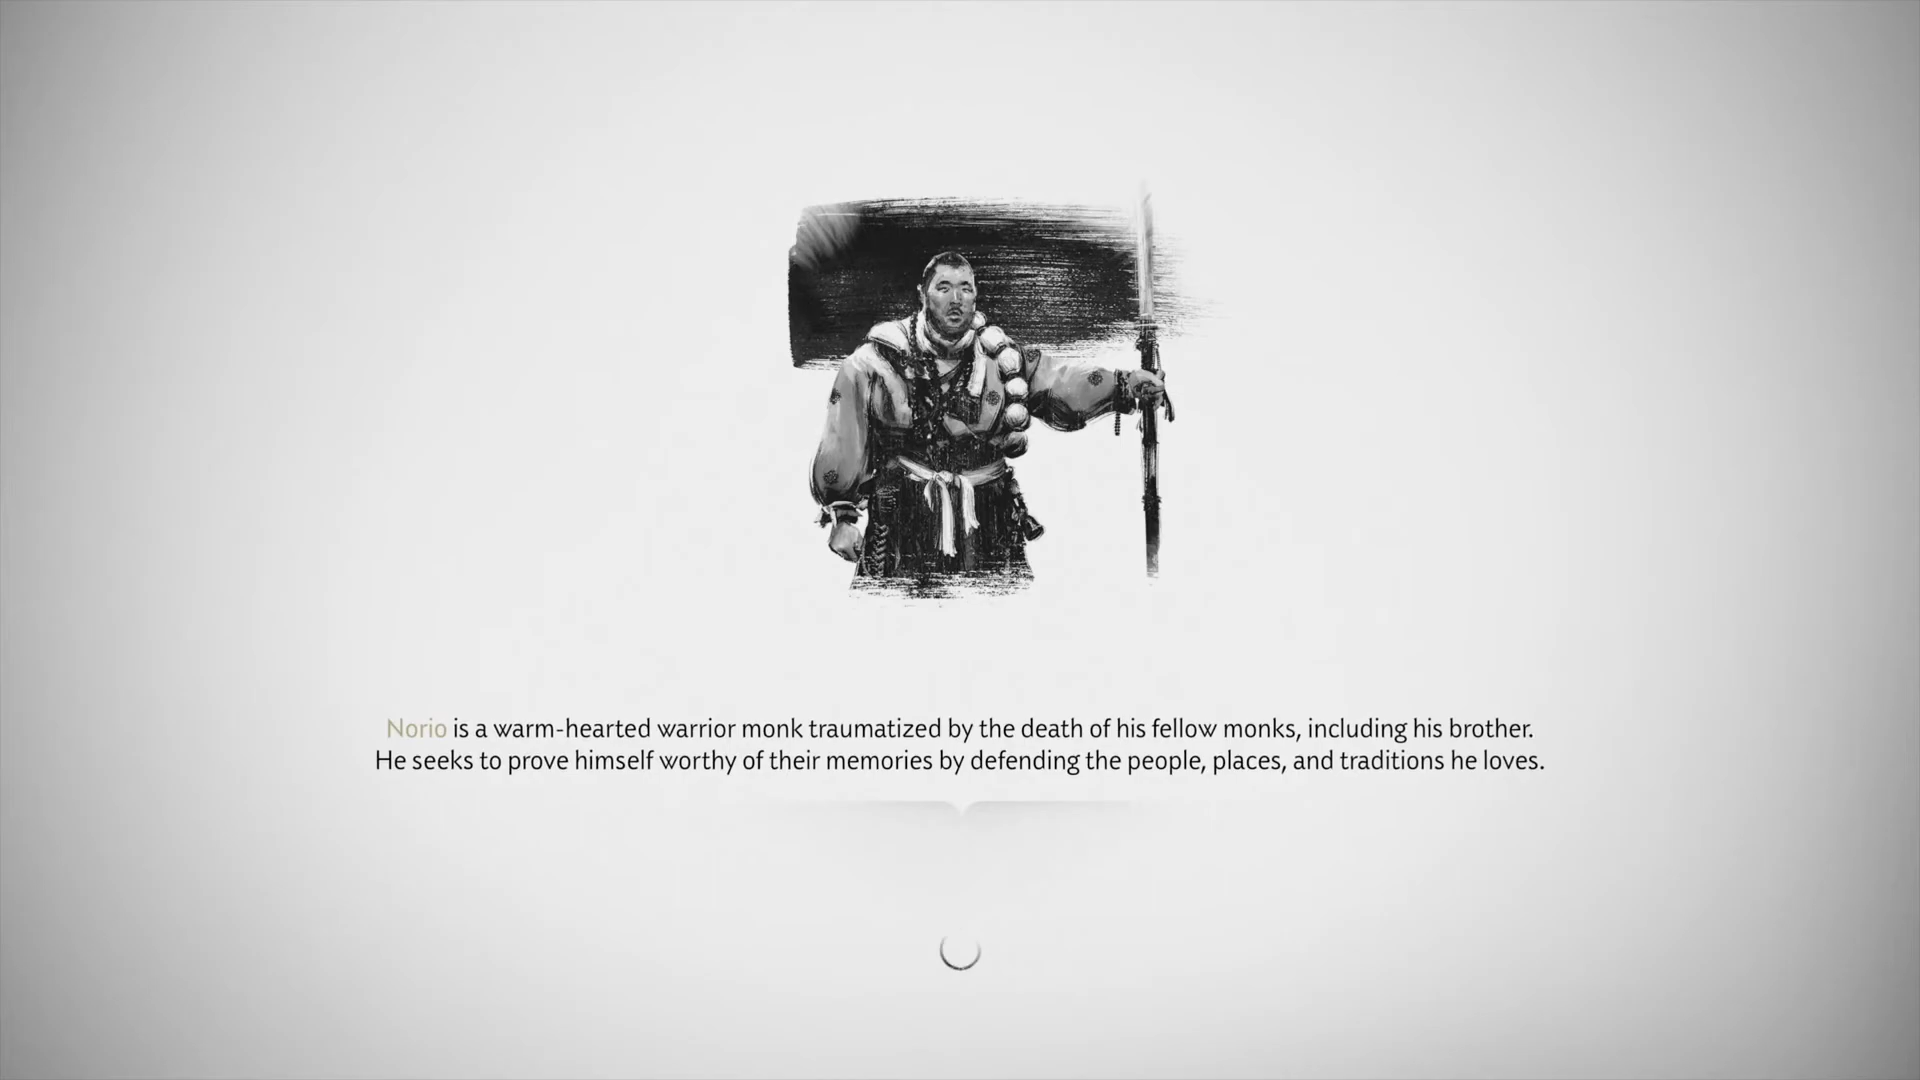 Norio is a warm-hearted warrior monk traumatized by the death of his fellow monks, including his brother.
He seeks to prove himself worthy of their memories by defending the people, places, and traditions he loves.